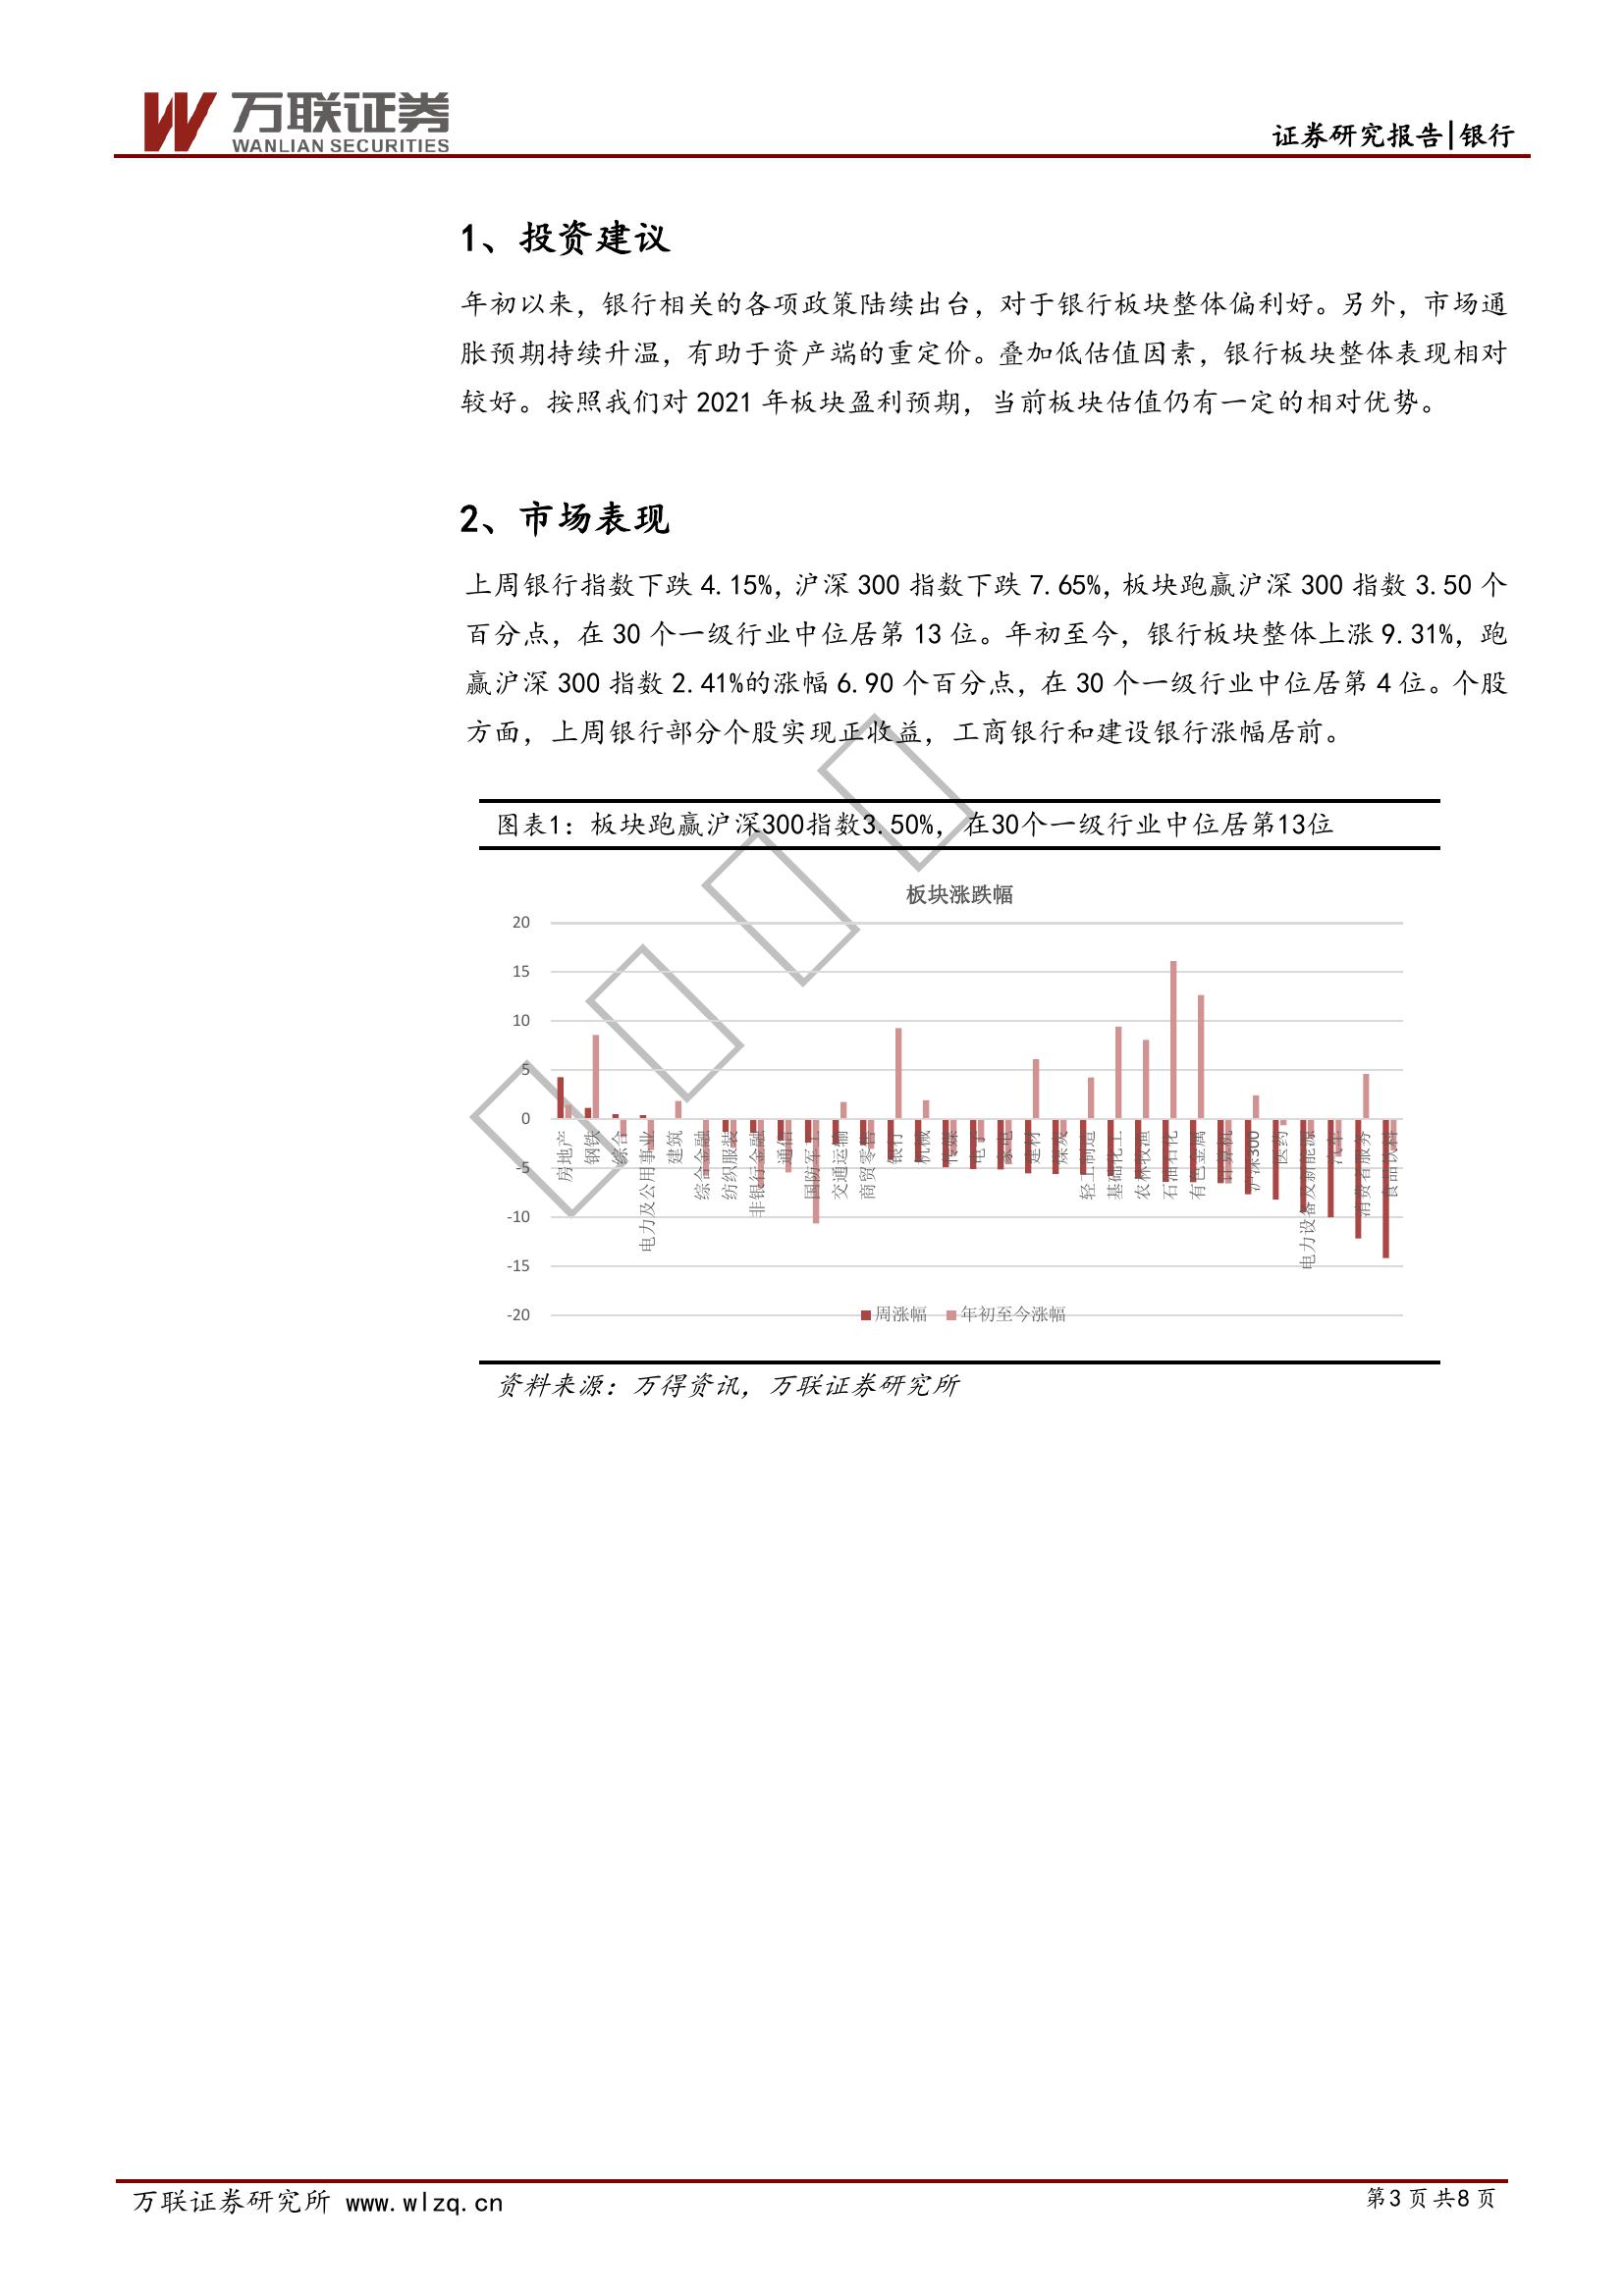 万联证券
WANLIAN SECURITIES
证券研究报告|银行
1、投资建议
年初以来，银行相关的各项政策陆续出台，对于银行板块整体偏利好。另外，市场通
胀预期持续升温，有助于资产端的重定价。叠加低估值因素，银行板块整体表现相对
较好。按照我们对 2021 年板块盈利预期，当前板块估值仍有一定的相对优势。
2、市场表现
上周银行指数下跌 4.15%，沪深 300 指数下跌 7.65%，板块跑赢沪深 300 指数 3.50 个
百分点，在 30 个一级行业中位居第 13 位。年初至今，银行板块整体上涨 9.31%，跑
赢沪深 300 指数 2.41%的涨幅 6.90 个百分点，在 30 个一级行业中位居第 4 位。个股
方面，上周银行部分个股实现正收益，工商银行和建设银行涨幅居前。
图表1：板块跑赢沪深300指数3.50%，在30个一级行业中位居第13位
板块涨跌幅
20
15
10
5
0
-5
-10
-15
-20
房地产
钢铁
综合
电力及公用事业
建筑
综合金融
纺织服装
非银行金融
通信
国防军工
交通运输
商贸零售
银行
机械
传媒
电子
家电
建材
煤炭
轻工制造
基础化工
农林牧渔
石油石化
有色金属
计算机
沪深300
医药
电力设备及新能源
汽车
消费者服务
食品饮料
周涨幅 年初至今涨幅
资料来源：万得资讯，万联证券研究所
万联证券研究所 www.wlzq.cn
第3页共8页